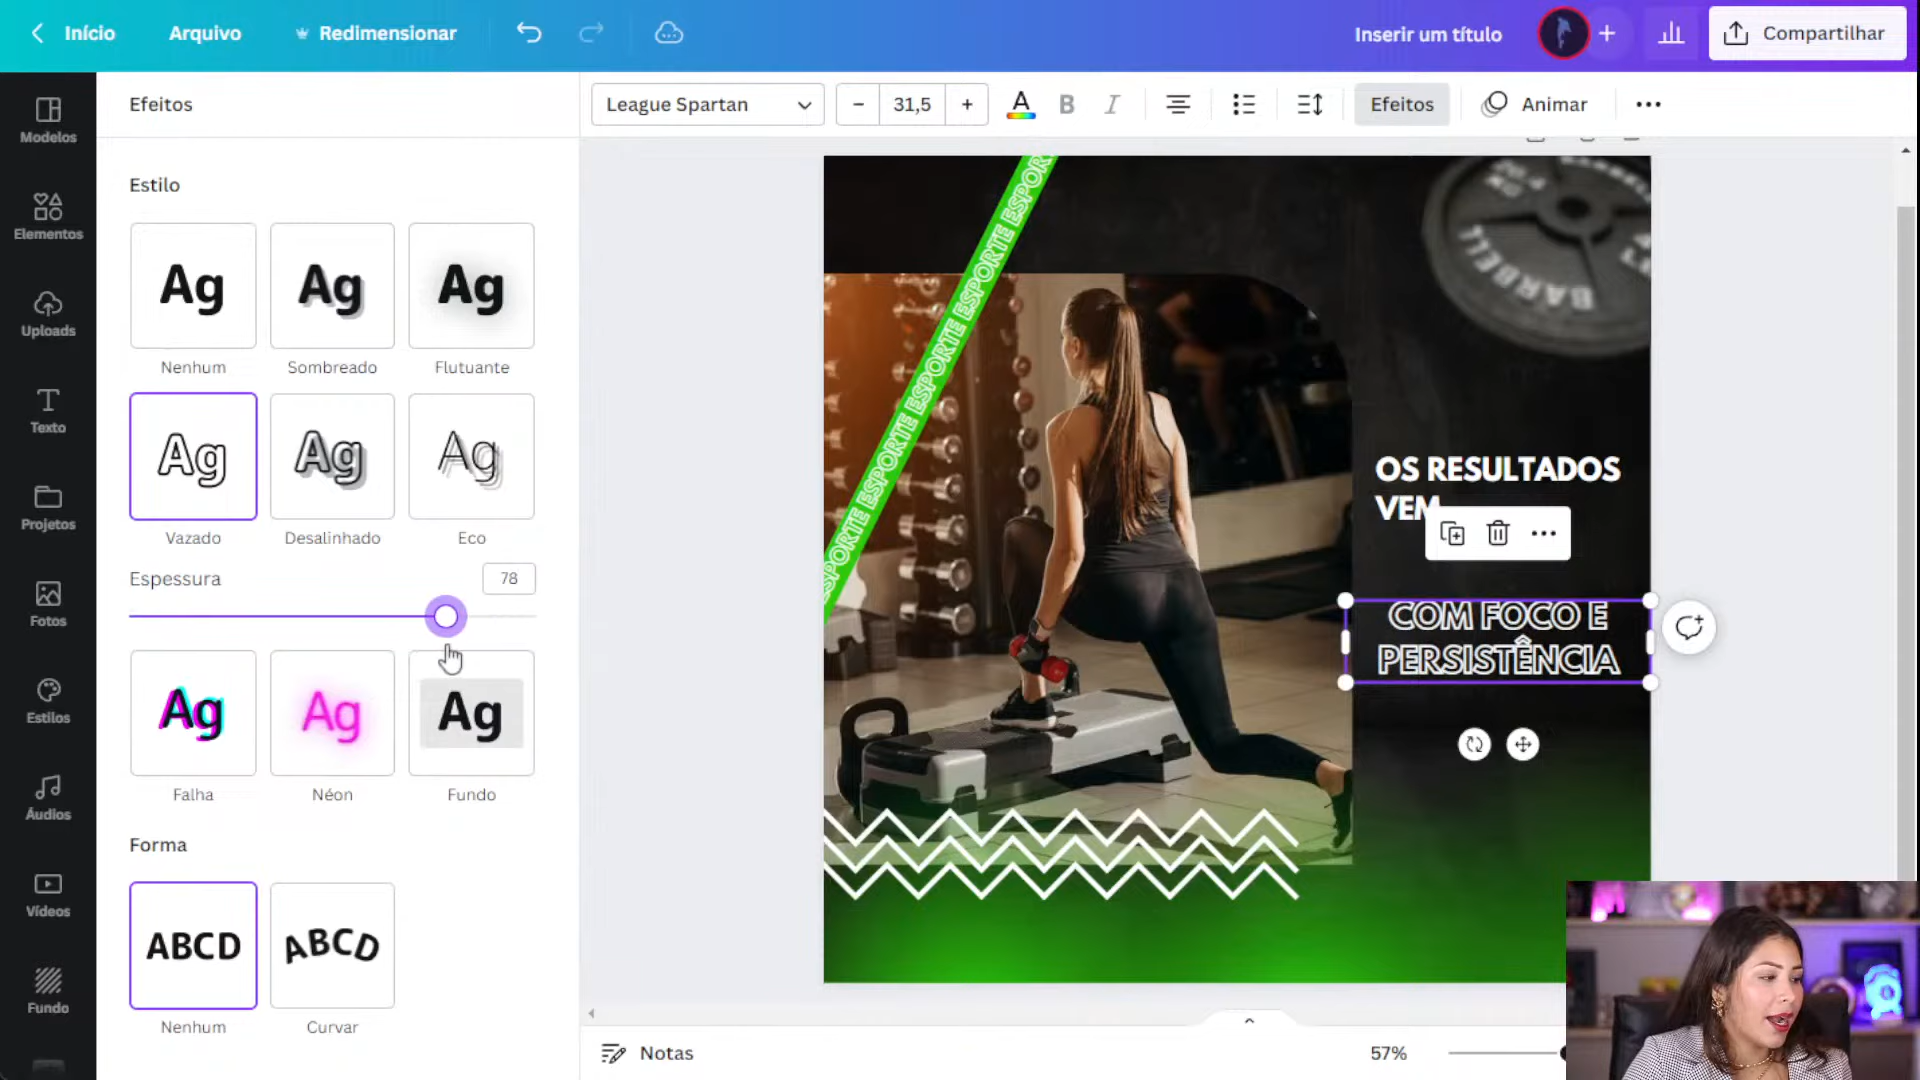 Início
Arquivo
Redimensionar
Inserir um título
Compartilhar
Modelos
Elementos
Uploads
Texto
Projetos
Fotos
Estilos
Áudios
Vídeos
Fundo
Efeitos
Estilo
Ag
Ag
Ag
Nenhum
Sombreado
Flutuante
Ag
Ag
Ag
Vazado
Desalinhado
Eco
Espessura
78
Ag
Ag
Ag
Falha
Néon
Fundo
Forma
ABCD
ABCD
Nenhum
Curvar
League Spartan
31,5
A
B
I
Efeitos
Animar
ESPORTE ESPORTE ESPORTE ESPORTE ESPOR
BARBELL
OS RESULTADOS
VEM
COM FOCO E
PERSISTÊNCIA
Notas
57%